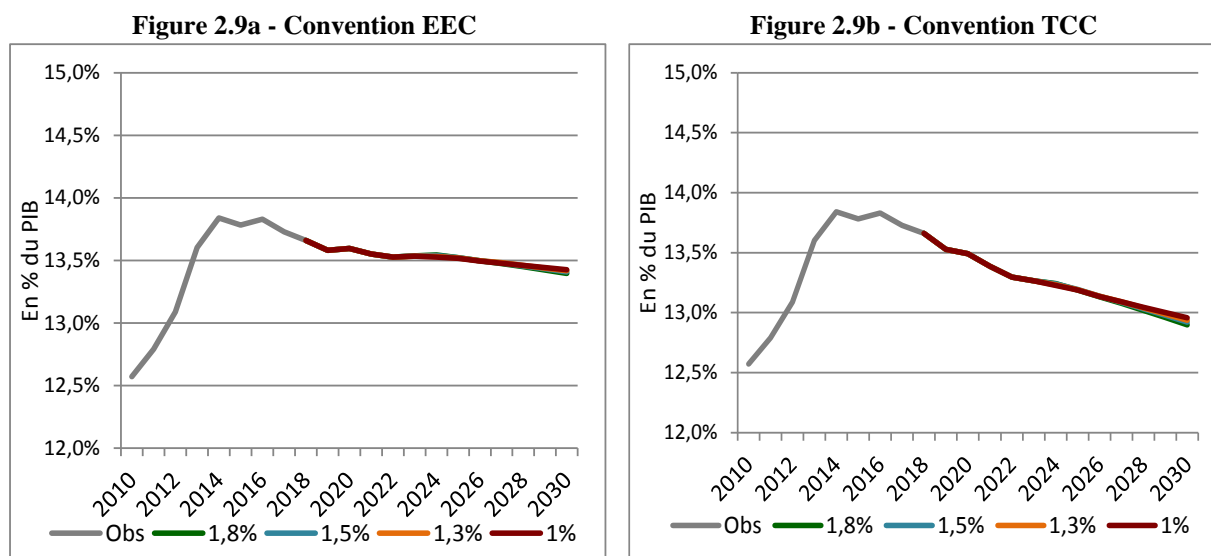 Figure 2.9a - Convention EEC
En % du PIB
15,0%
14,5%
14,0%
13,5%
13,0%
12,5%
12,0%
2010 2012 2014 2016 2018 2020 2022 2024 2026 2028 2030
Obs 1,8% 1,5% 1,3% 1%
Figure 2.9b - Convention TCC
En % du PIB
15,0%
14,5%
14,0%
13,5%
13,0%
12,5%
12,0%
2010 2012 2014 2016 2018 2020 2022 2024 2026 2028 2030
Obs 1,8% 1,5% 1,3% 1%